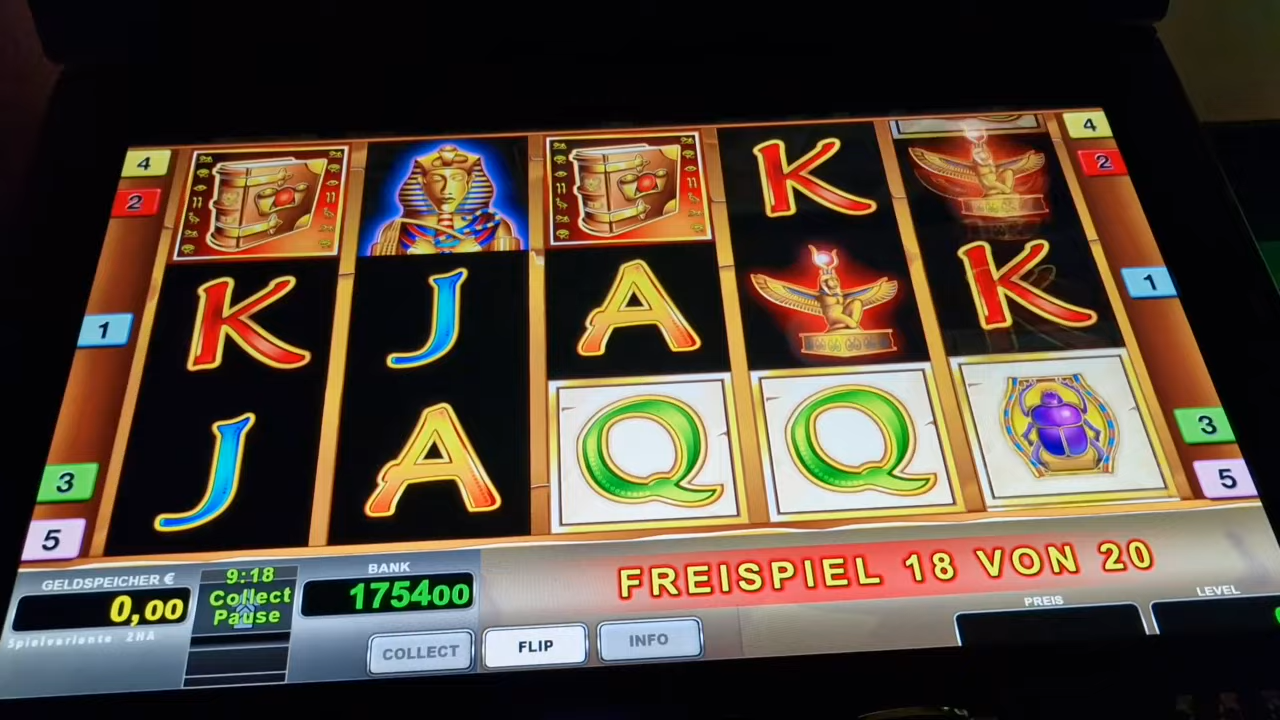 4 K 4
2 2
K J A K 1
1
J A Q Q 3
3 5
5
GELDSPEICHER €
0,00
Spielvariante 2NA
9:18
Collect
Pause
BANK
175400
FREISPIEL 18 VON 20
PREIS
LEVEL
COLLECT
FLIP
INFO